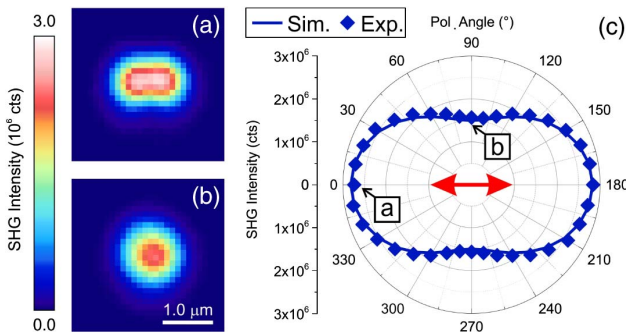 3.0
SHG Intensity (10⁶ cts)
0.0
(a)
(b)
1.0 μm
Sim. Exp.
Pol. Angle (°)
(c)
SHG Intensity (cts)
3x10⁶
2x10⁶
1x10⁶
0
1x10⁶
2x10⁶
3x10⁶
90
60 120
30 150
0 180
330 210
300 240
270
a
b